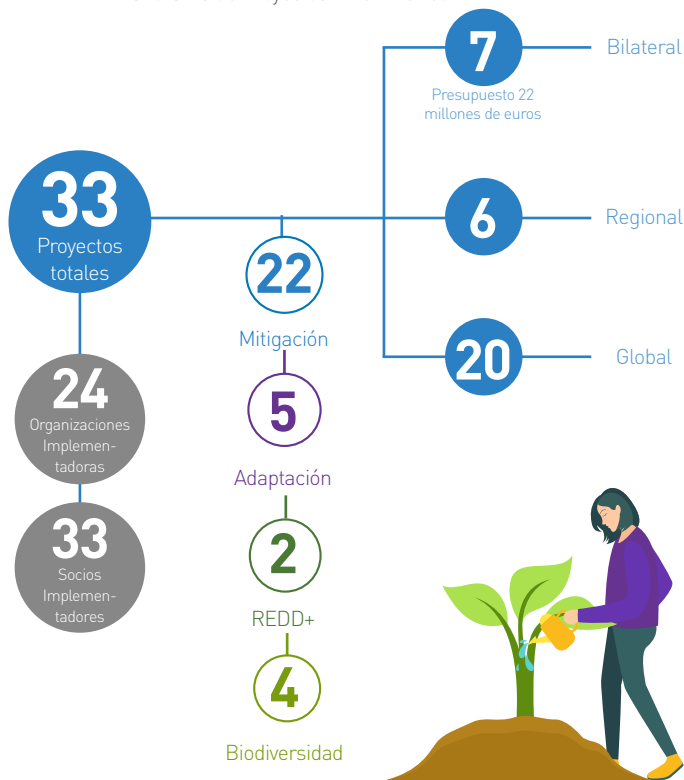 7
Bilateral
Presupuesto 22
millones de euros
33
Proyectos
totales
6
Regional
22
Mitigación
20
Global
24
Organizaciones
Implemen-
tadoras
5
Adaptación
33
Socios
Implemen-
tadores
2
REDD+
4
Biodiversidad